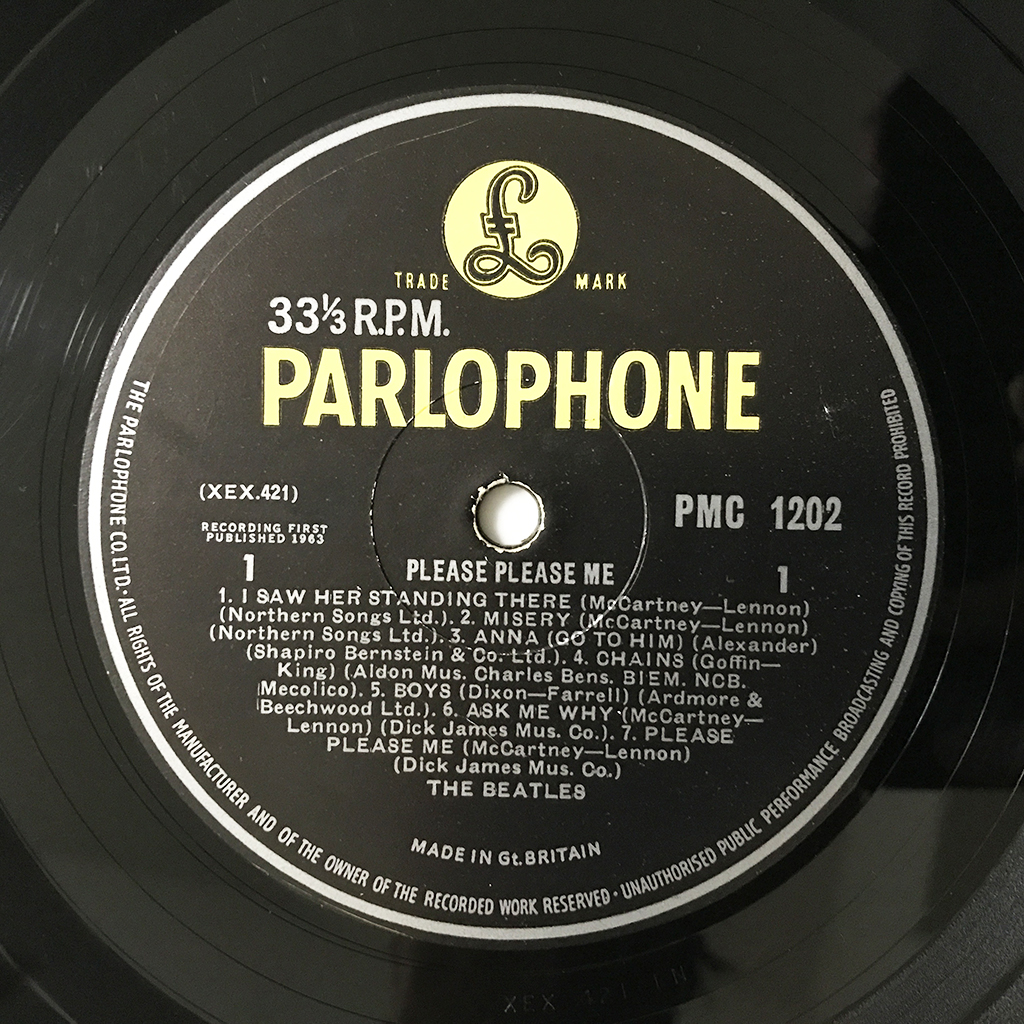 £
TRADE MARK
33⅓ R.P.M.
PARLOPHONE
(XEX.421)
PMC 1202
RECORDING FIRST
PUBLISHED 1963
1 PLEASE PLEASE ME 1
1. I SAW HER STANDING THERE (McCartney—Lennon)
(Northern Songs Ltd.). 2. MISERY (McCartney—Lennon)
(Northern Songs Ltd.). 3. ANNA (GO TO HIM) (Alexander)
(Shapiro Bernstein & Co. Ltd.). 4. CHAINS (Goffin—
King) (Aldon Mus. Charles Bens. BIEM. NCB.
Mecolico). 5. BOYS (Dixon—Farrell) (Ardmore &
Beechwood Ltd.). 6. ASK ME WHY (McCartney—
Lennon) (Dick James Mus. Co.). 7. PLEASE
PLEASE ME (McCartney—Lennon)
(Dick James Mus. Co.)
THE BEATLES
MADE IN Gt. BRITAIN
THE PARLOPHONE CO. LTD. · ALL RIGHTS OF THE MANUFACTURER AND OF THE OWNER OF THE RECORDED WORK RESERVED · UNAUTHORISED PUBLIC PERFORMANCE BROADCASTING AND COPYING OF THIS RECORD PROHIBITED
XEX 421